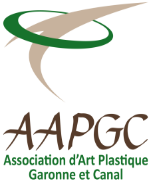 AAPGC
Association d'Art Plastique
Garonne et Canal